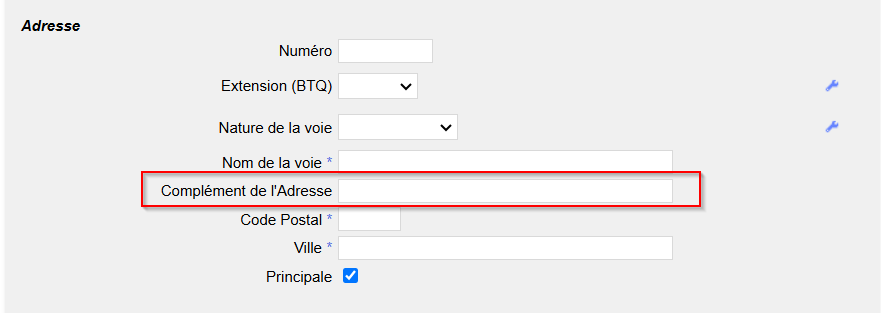 Adresse
Numéro
Extension (BTQ)
Nature de la voie
Nom de la voie *
Complément de l'Adresse
Code Postal *
Ville *
Principale